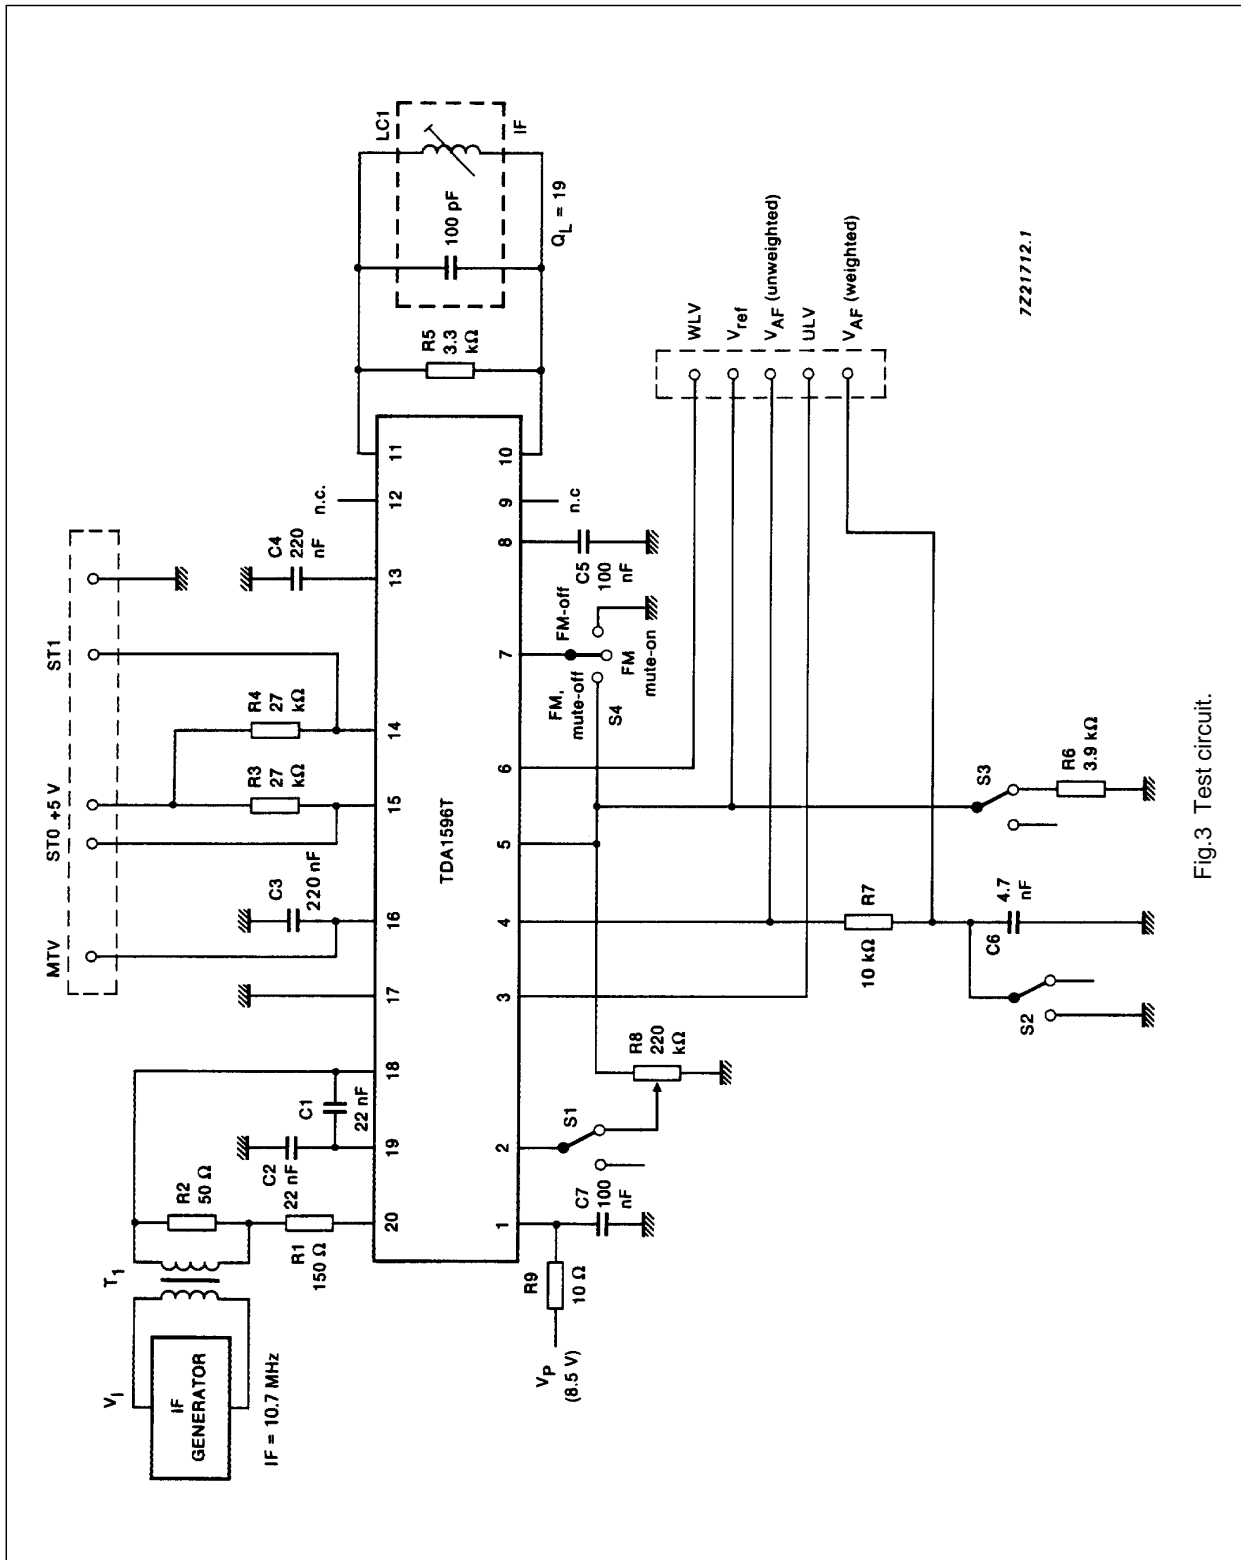 V_I
IF
GENERATOR
IF = 10.7 MHz
T_1
R2
50 Ω
R1
150 Ω
C2
22 nF
C1
22 nF
MTV
ST0 +5 V
ST1
C3
220 nF
R3
27
kΩ
R4
27
kΩ
C4
220
nF
n.c.
20
19
18
17
16
15
14
13
12
11
TDA1596T
1
2
3
4
5
6
7
8
9
10
LC1
100 pF
IF
R5
3.3
kΩ
Q_L = 19
V_P
(8.5 V)
R9
10 Ω
C7
100
nF
S1
R8
220
kΩ
R7
10 kΩ
S2
C6
4.7
nF
S3
R6
3.9 kΩ
FM,
mute-off
S4
FM
mute-on
FM-off
C5
100
nF
n.c
WLV
V_ref
V_AF (unweighted)
ULV
V_AF (weighted)
7Z21712.1
Fig.3 Test circuit.